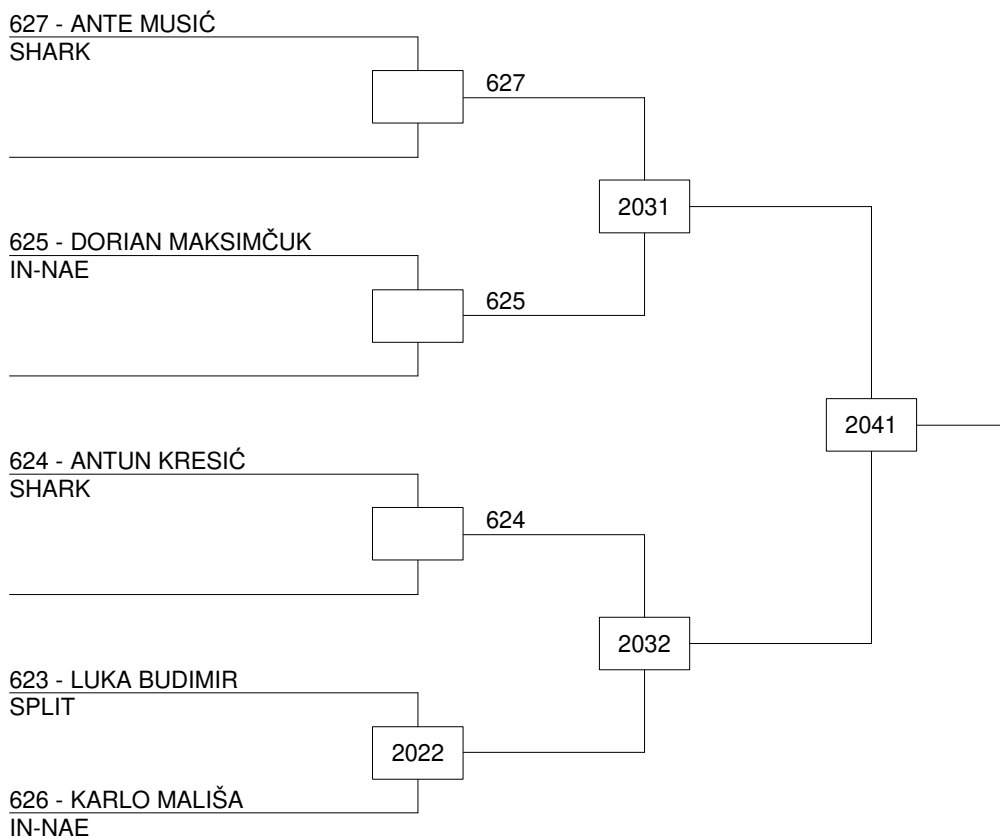 627 - ANTE MUSIĆ
SHARK
627
2031
625 - DORIAN MAKSIMČUK
IN-NAE
625
2041
624 - ANTUN KRESIĆ
SHARK
624
2032
623 - LUKA BUDIMIR
SPLIT
2022
626 - KARLO MALIŠA
IN-NAE